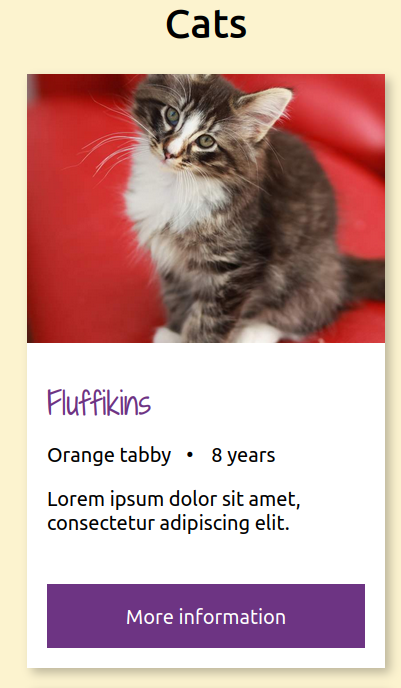 Cats
Fluffikins
Orange tabby • 8 years
Lorem ipsum dolor sit amet,
consectetur adipiscing elit.
More information